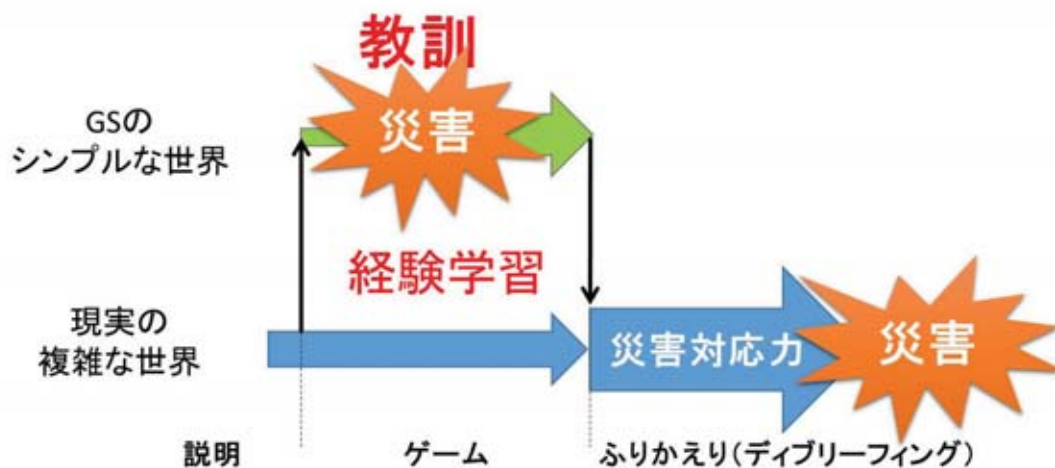 教訓
災害
GSの
シンプルな世界
経験学習
現実の
複雑な世界
災害対応力
災害
説明
ゲーム
ふりかえり(ディブリーフィング)